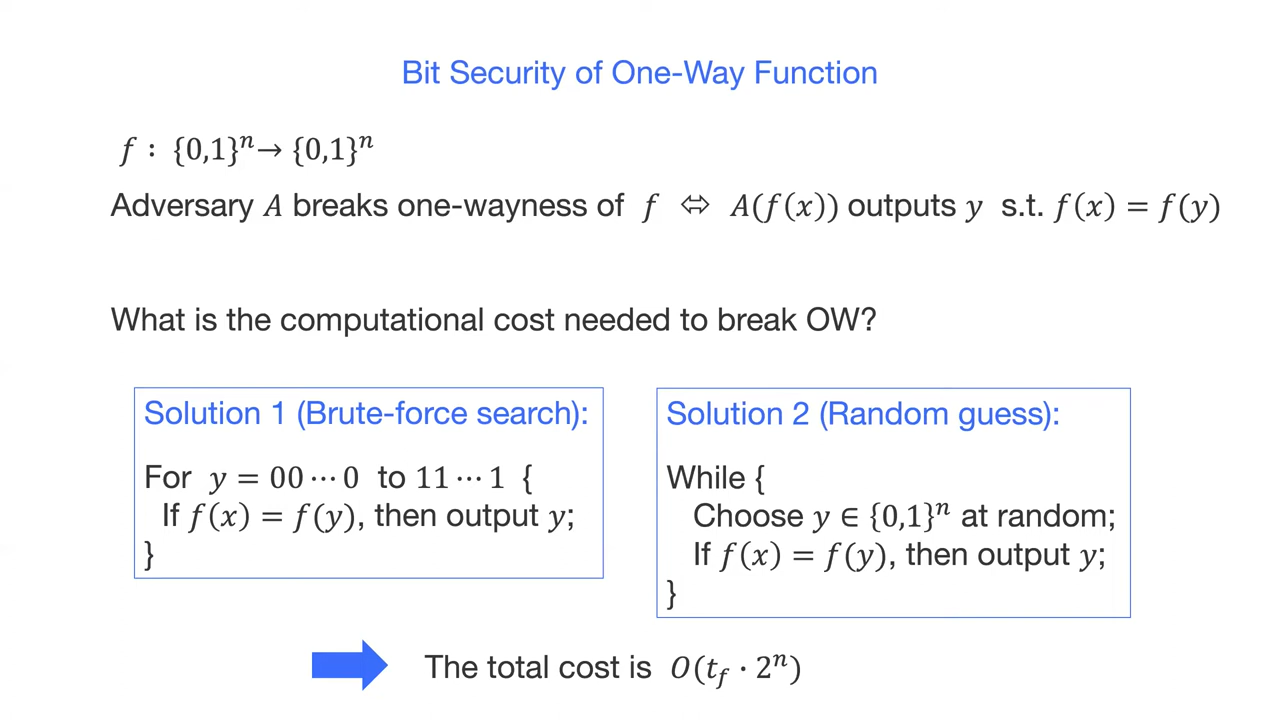 Bit Security of One-Way Function
f : {0,1}ⁿ → {0,1}ⁿ
Adversary A breaks one-wayness of f ⇔ A(f(x)) outputs y s.t. f(x) = f(y)
What is the computational cost needed to break OW?
Solution 1 (Brute-force search):
For y = 00 ⋯ 0 to 11 ⋯ 1 {
If f(x) = f(y), then output y;
}
Solution 2 (Random guess):
While {
Choose y ∈ {0,1}ⁿ at random;
If f(x) = f(y), then output y;
}
The total cost is O(t_f · 2ⁿ)